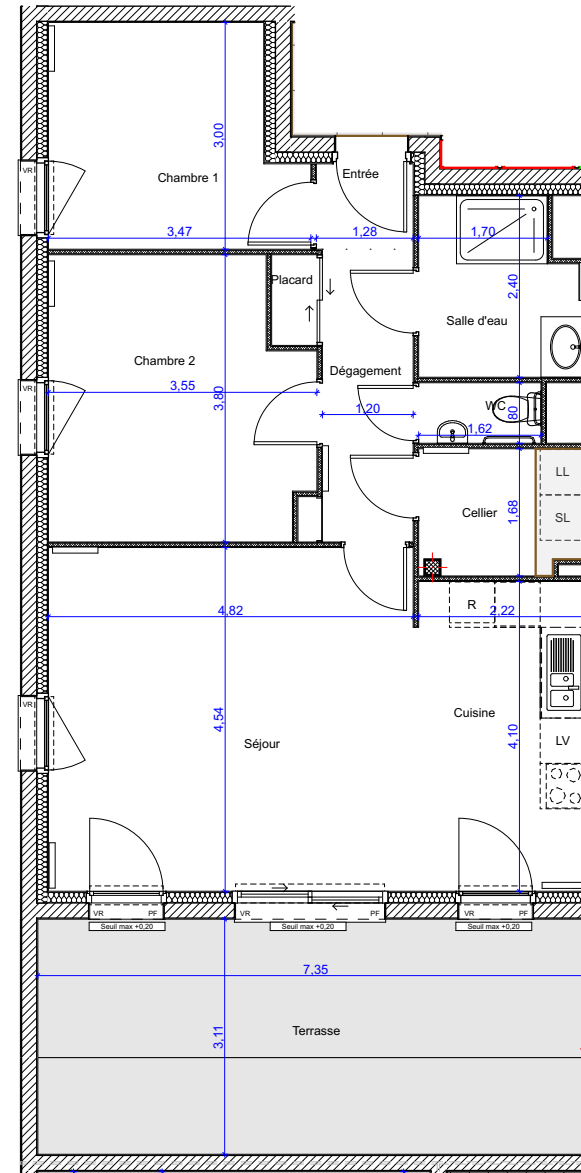 3,00
VR
Chambre 1
Entrée
3,47
1,28
1,70
Placard
2,40
Salle d'eau
Chambre 2
Dégagement
VR
3,55
3,80
1,20
WC
80
1,62
LL
Cellier
1,68
SL
R
4,82
2,22
VR
4,54
Séjour
Cuisine
4,10
LV
VR PF
VR PF
VR PF
Seuil max +0,20
Seuil max +0,20
Seuil max +0,20
7,35
3,11
Terrasse